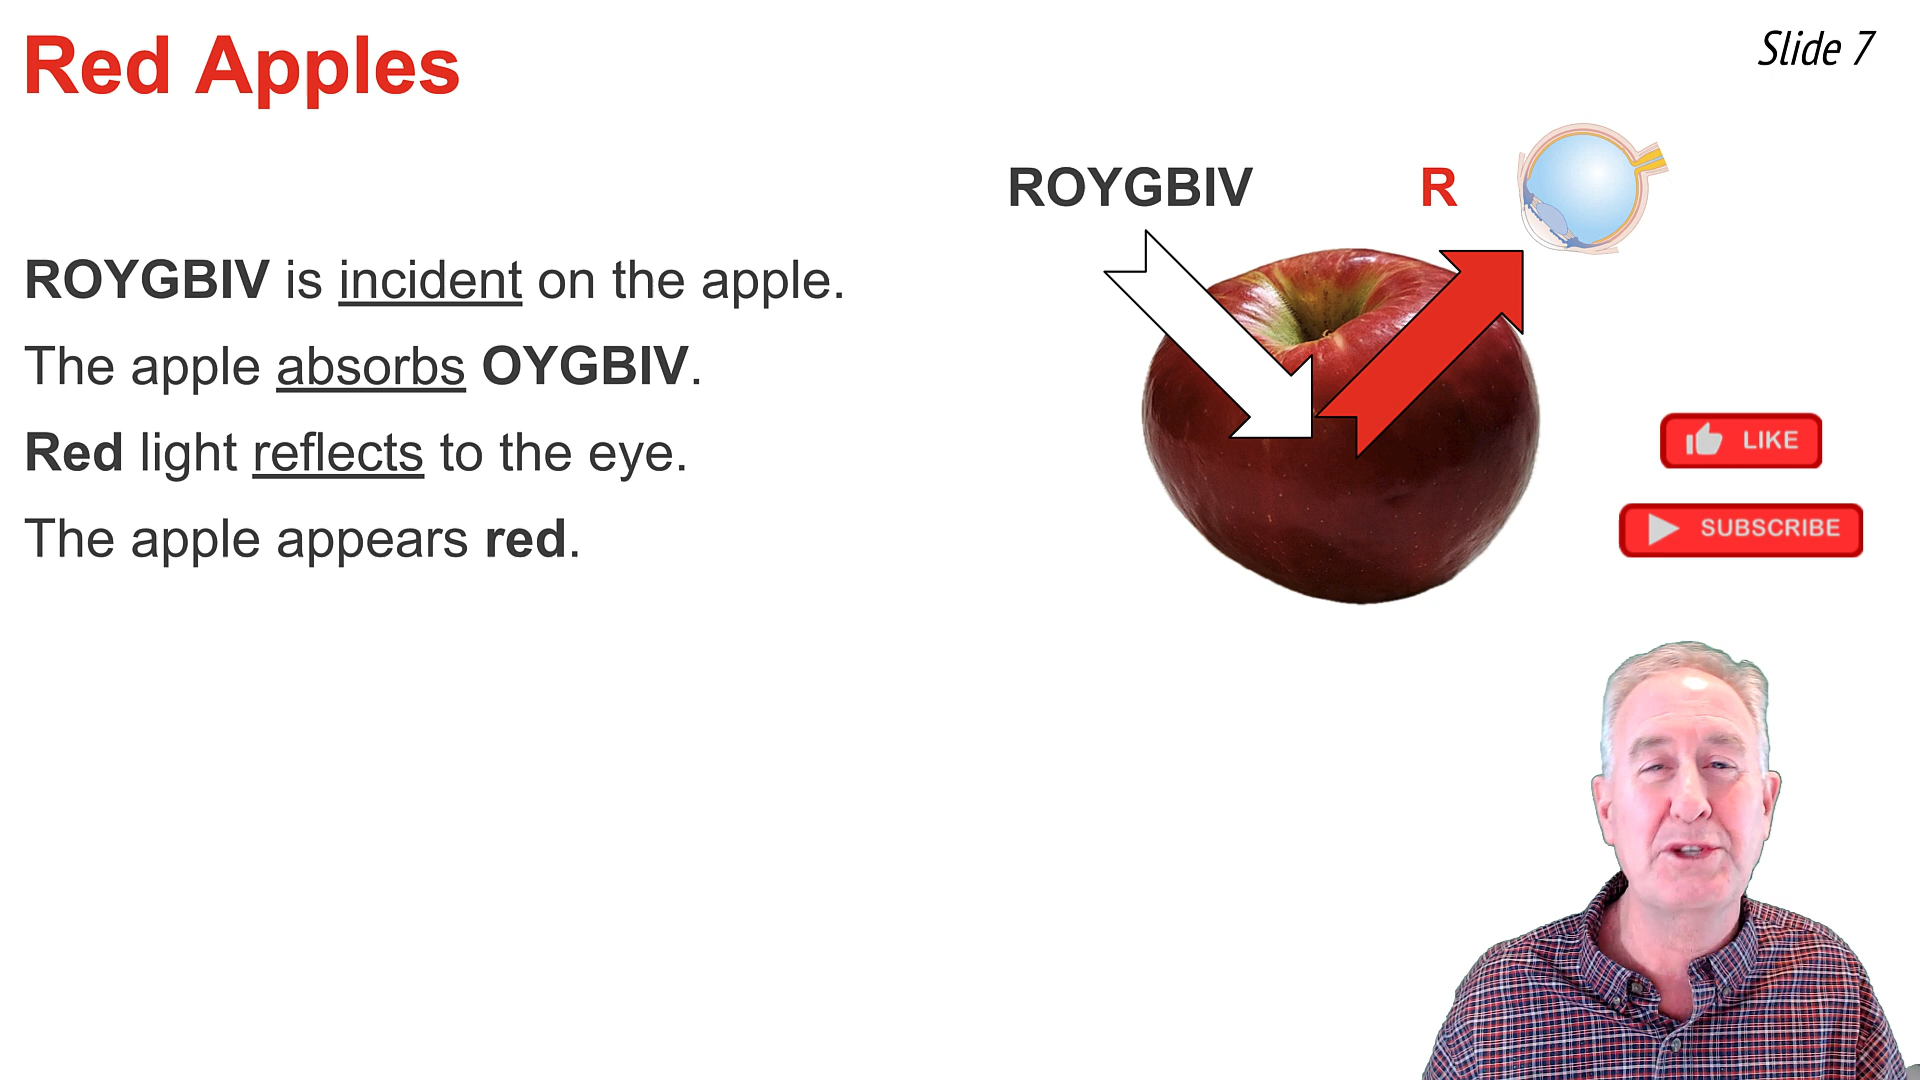 Red Apples
Slide 7
ROYGBIV R
ROYGBIV is incident on the apple.
The apple absorbs OYGBIV.
Red light reflects to the eye.
The apple appears red.
LIKE
SUBSCRIBE